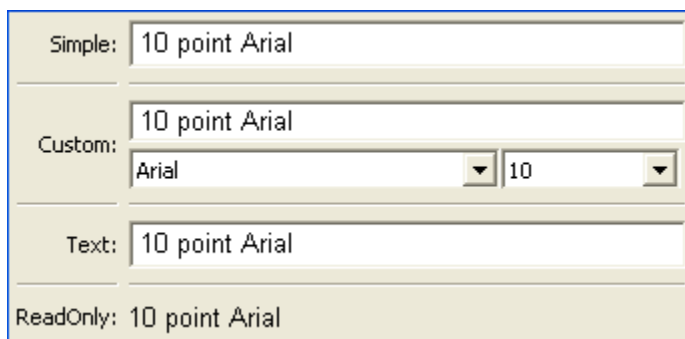 Simple: 10 point Arial
Custom: 10 point Arial
Arial 10
Text: 10 point Arial
ReadOnly: 10 point Arial